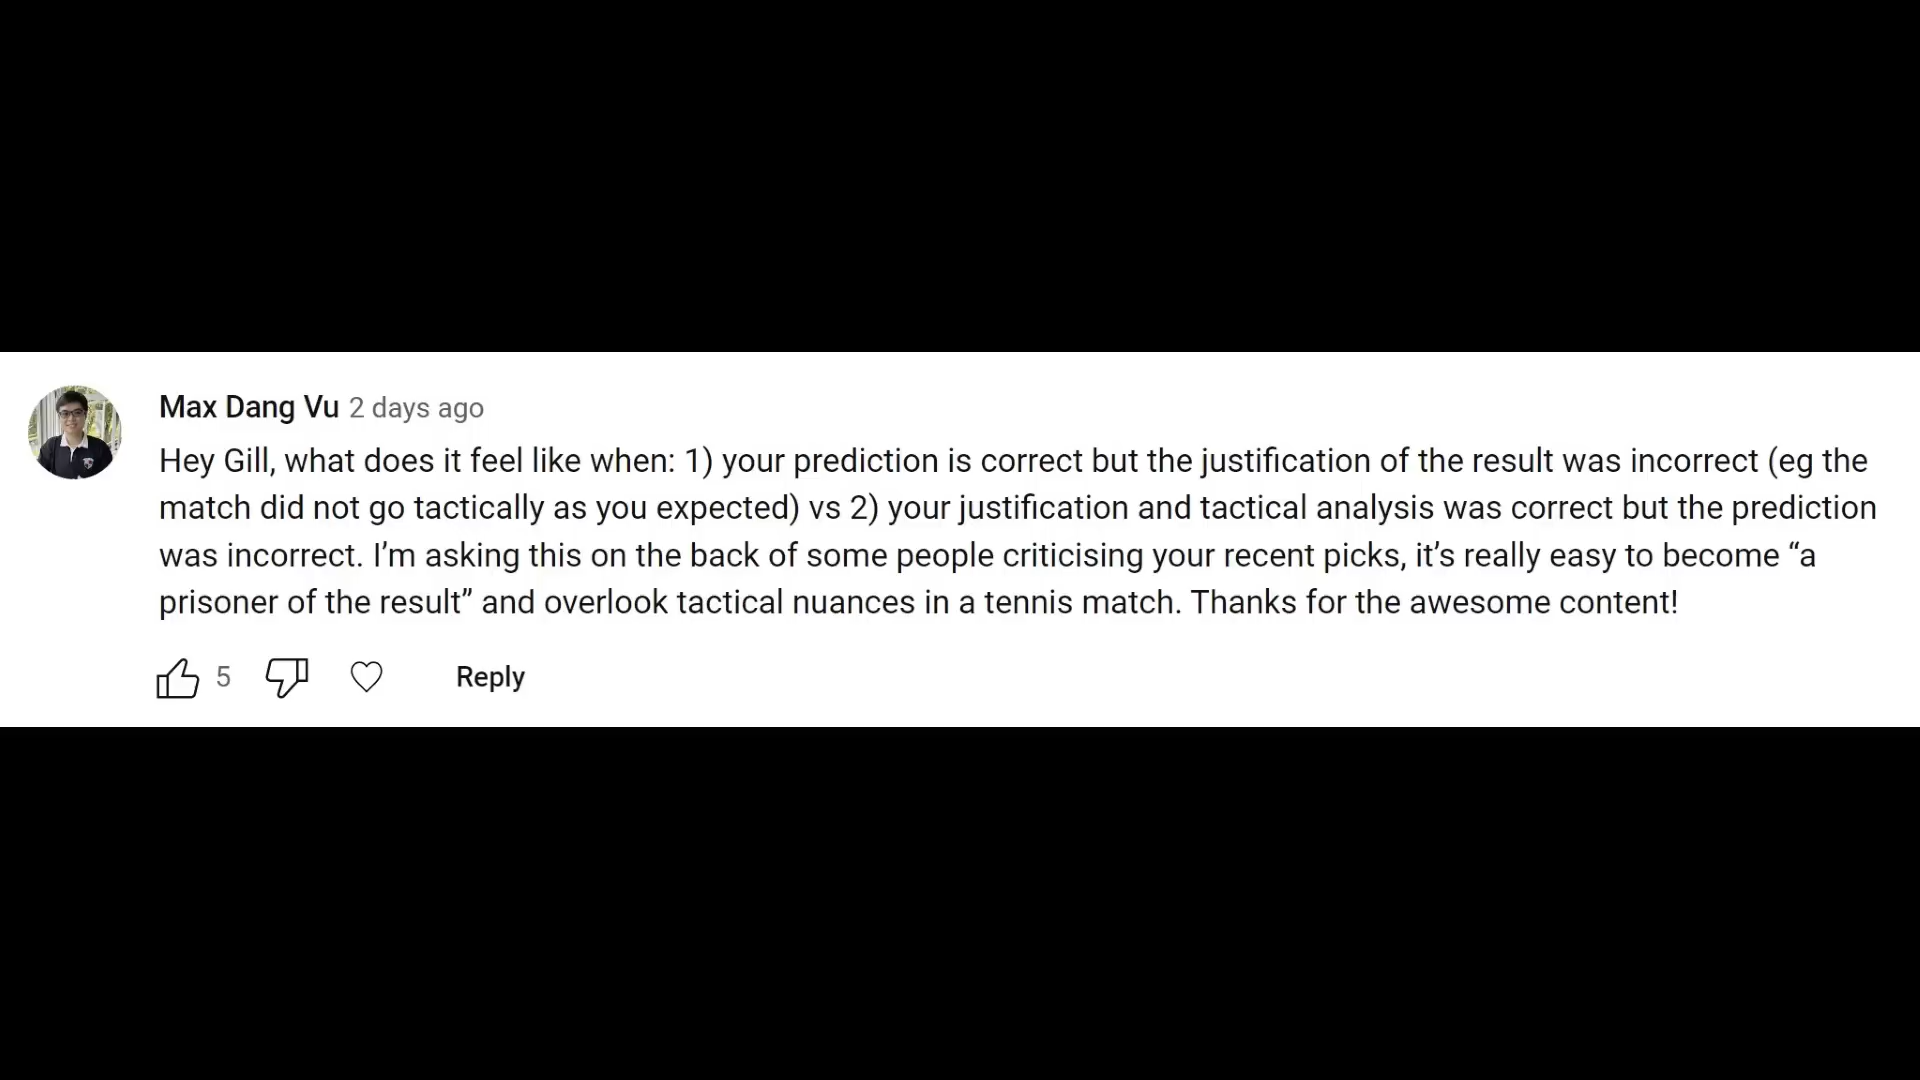 Max Dang Vu 2 days ago
Hey Gill, what does it feel like when: 1) your prediction is correct but the justification of the result was incorrect (eg the
match did not go tactically as you expected) vs 2) your justification and tactical analysis was correct but the prediction
was incorrect. I’m asking this on the back of some people criticising your recent picks, it’s really easy to become “a
prisoner of the result” and overlook tactical nuances in a tennis match. Thanks for the awesome content!
5 Reply